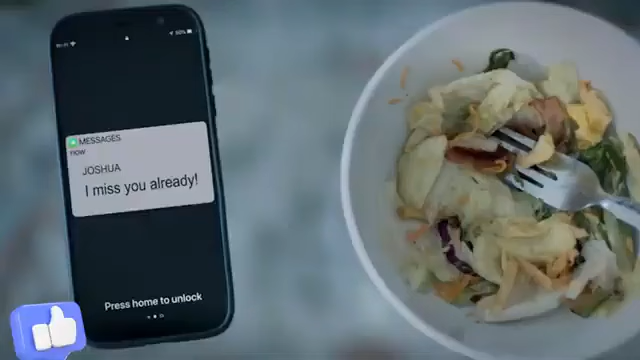 MESSAGES
now
JOSHUA
I miss you already!
Press home to unlock